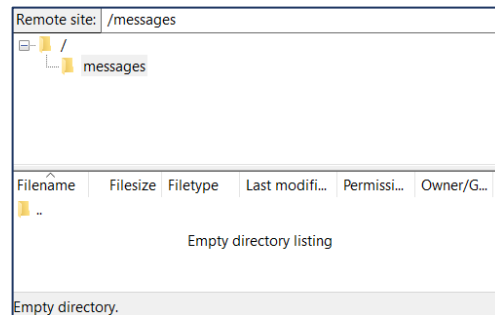 Remote site: /messages
/
messages
Filename Filesize Filetype Last modifi... Permissi... Owner/G...
..
Empty directory listing
Empty directory.